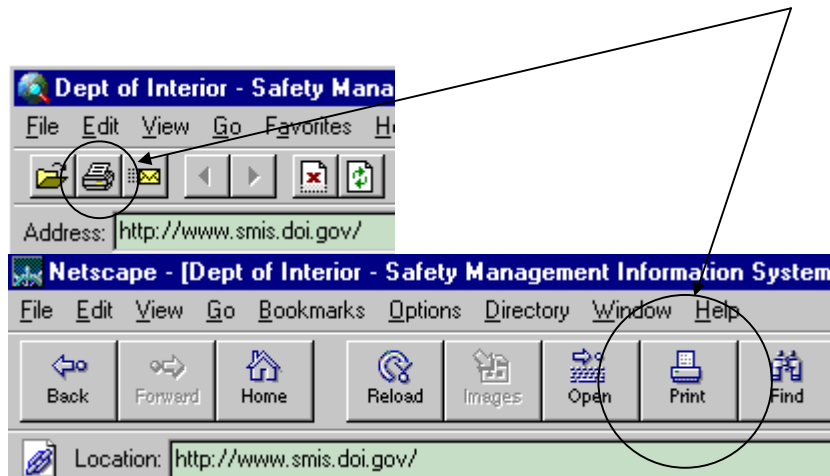 Dept of Interior - Safety Mana
File Edit View Go Favorites He
Address: http://www.smis.doi.gov/
Netscape - [Dept of Interior - Safety Management Information System
File Edit View Go Bookmarks Options Directory Window Help
Back Forward Home Reload Images Open Print Find
Location: http://www.smis.doi.gov/